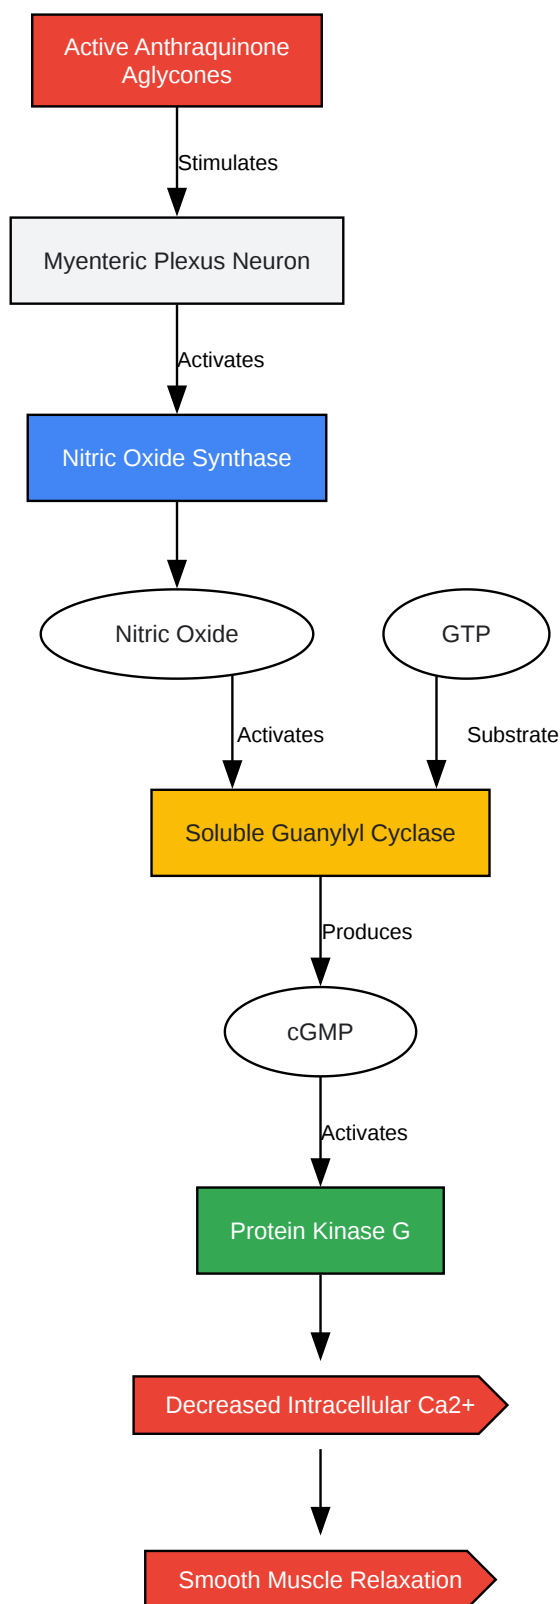 Active Anthraquinone
Aglycones
Stimulates
Myenteric Plexus Neuron
Activates
Nitric Oxide Synthase
Nitric Oxide
GTP
Activates
Substrate
Soluble Guanylyl Cyclase
Produces
cGMP
Activates
Protein Kinase G
Decreased Intracellular Ca2+
Smooth Muscle Relaxation